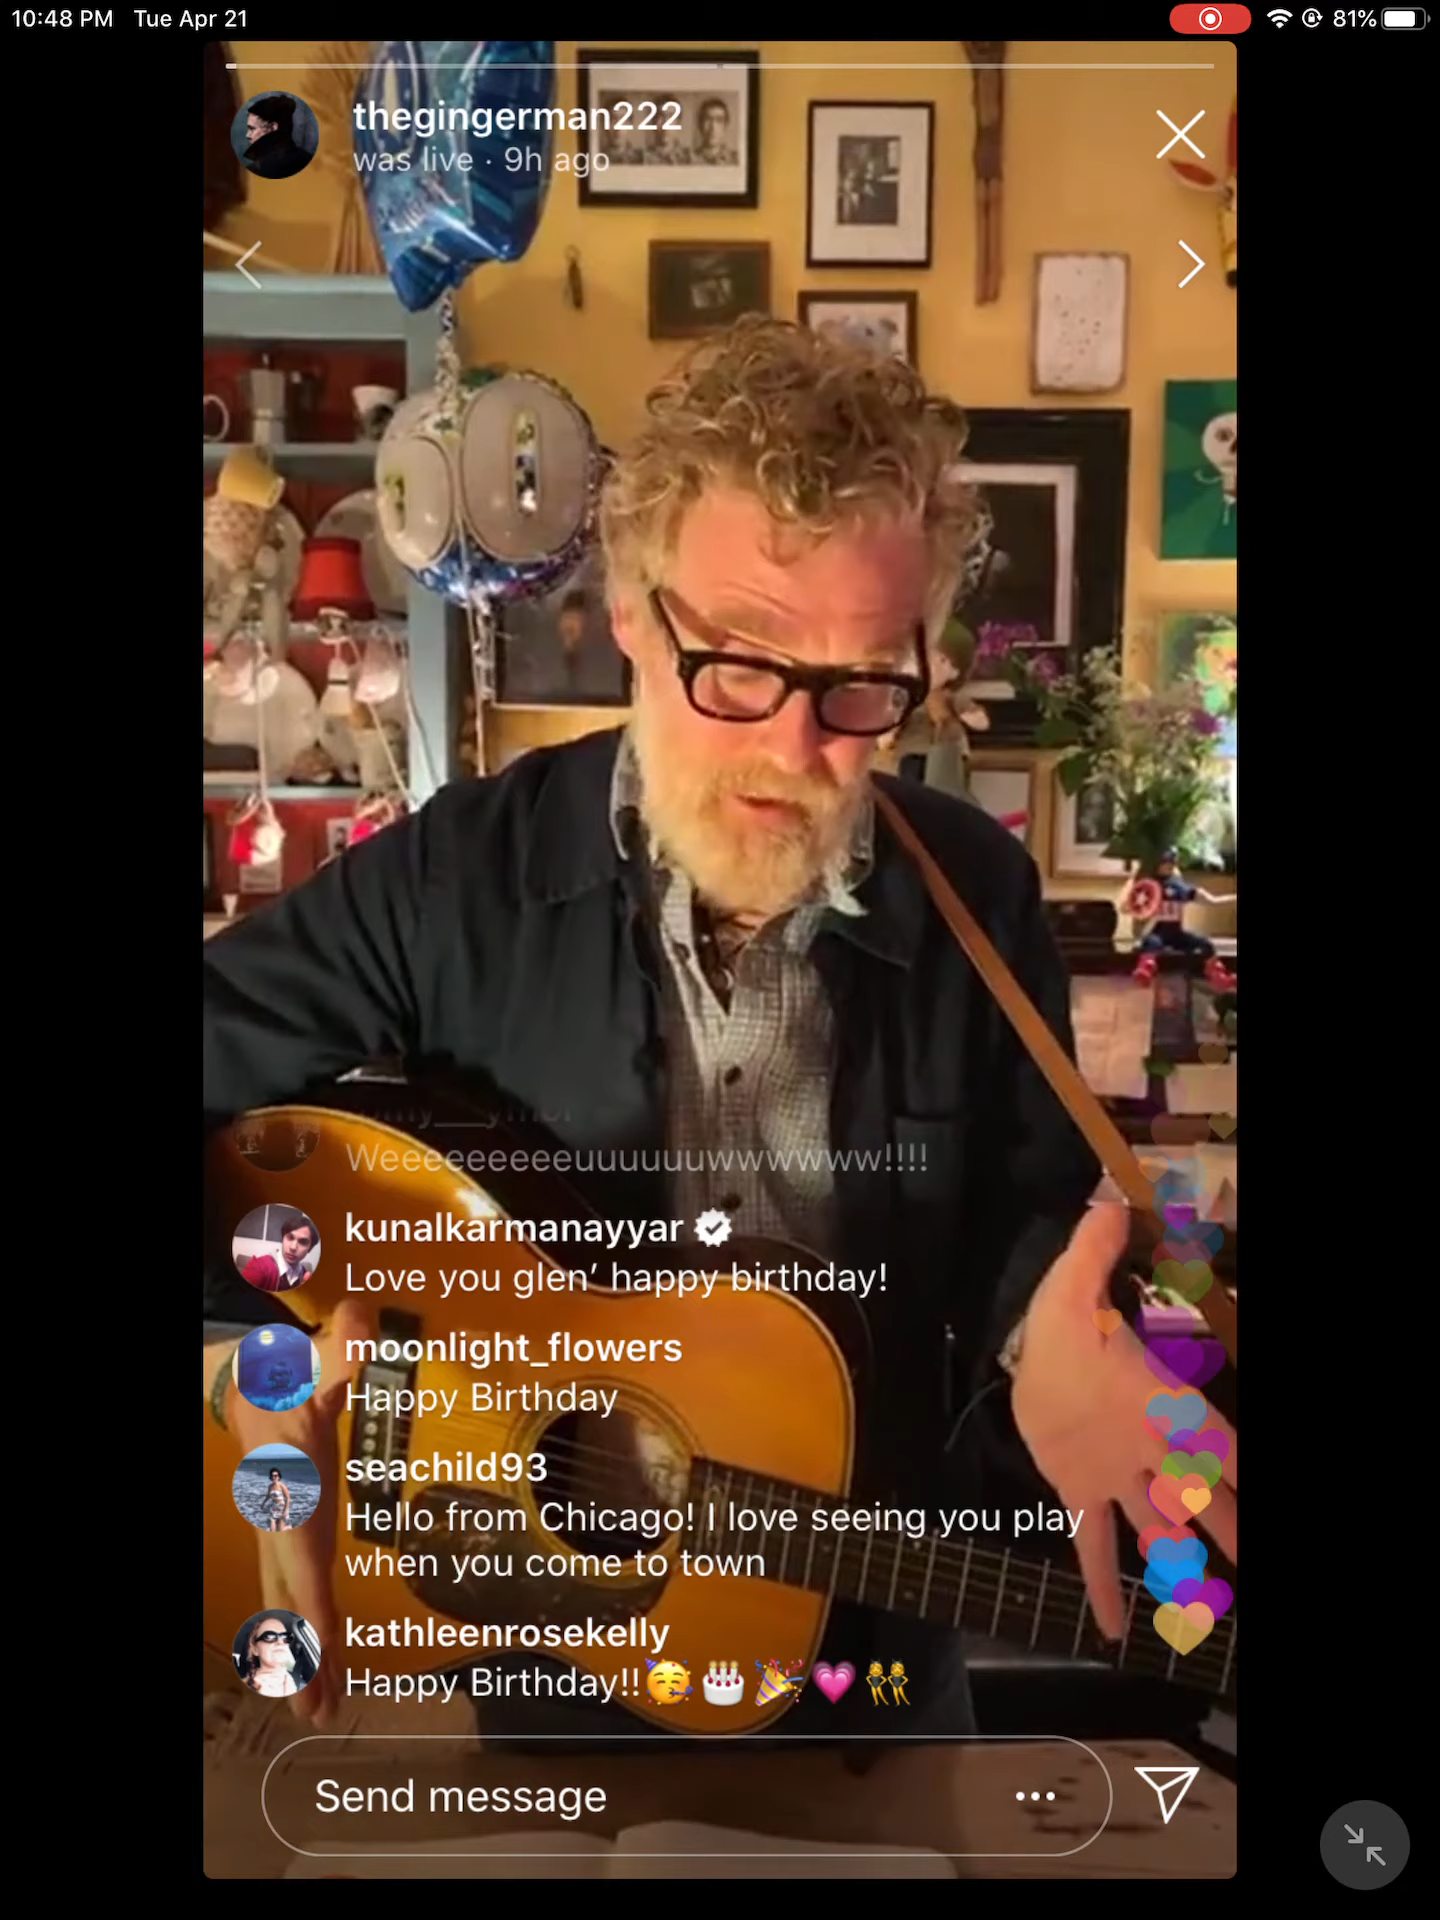 10:48 PM Tue Apr 21
81%
thegingerman222
was live · 9h ago
Weeeeeeeeeuuuuuuwwwwwww!!!!
kunalkarmanayyar
Love you glen’ happy birthday!
moonlight_flowers
Happy Birthday
seachild93
Hello from Chicago! I love seeing you play
when you come to town
kathleenrosekelly
Happy Birthday!!🥳🎂🎉💗👯
Send message